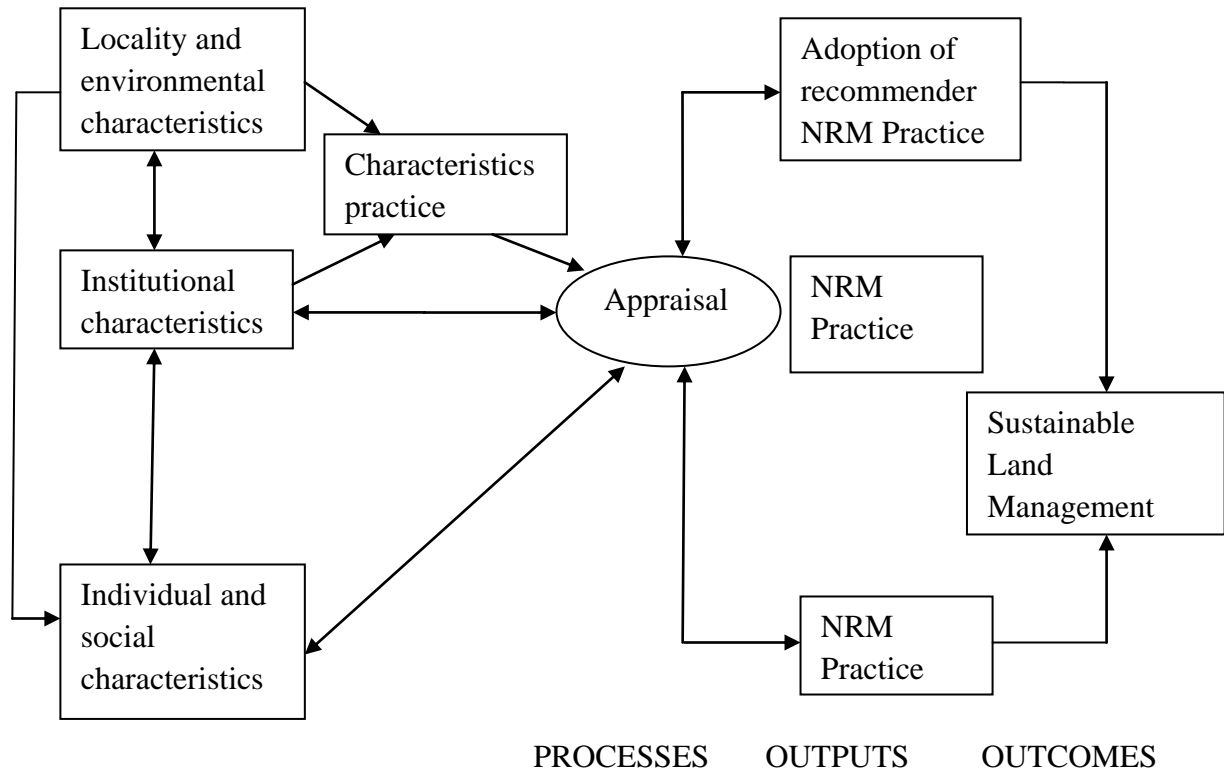 Locality and
environmental
characteristics
Adoption of
recommender
NRM Practice
Characteristics
practice
Institutional
characteristics
Appraisal
NRM
Practice
Sustainable
Land
Management
Individual and
social
characteristics
NRM
Practice
PROCESSES OUTPUTS OUTCOMES